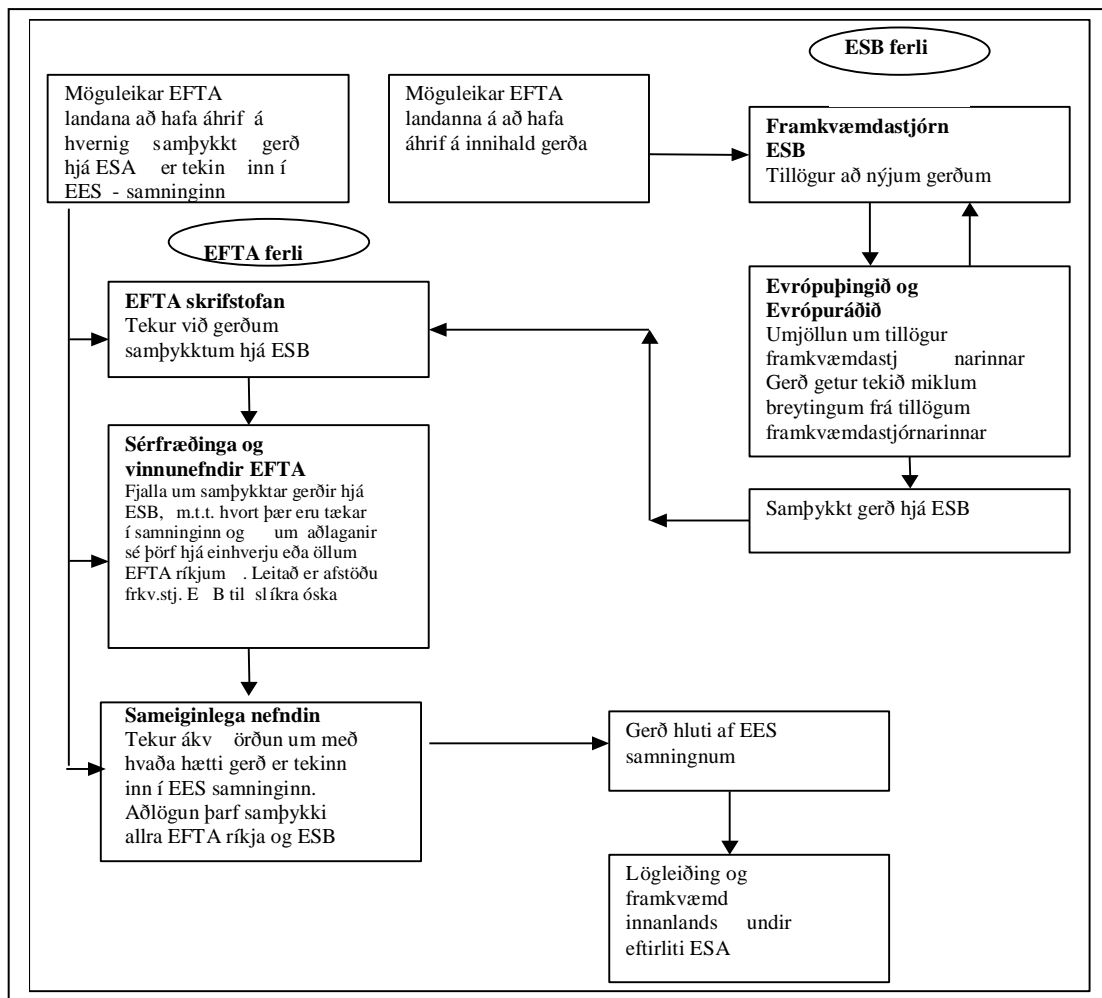 ESB ferli
Möguleikar EFTA
landana að hafa áhrif á
hvernig samþykkt gerð
hjá ESA er tekin inn í
EES - samninginn
Möguleikar EFTA
landanna á að hafa
áhrif á innihald gerða
Framkvæmdastjórn
ESB
Tillögur að nýjum gerðum
EFTA ferli
EFTA skrifstofan
Tekur við gerðum
samþykktum hjá ESB
Evrópuþingið og
Evrópuráðið
Umjöllun um tillögur
framkvæmdastj narinnar
Gerð getur tekið miklum
breytingum frá tillögum
framkvæmdastjórnarinnar
Sérfræðinga og
vinnunefndir EFTA
Fjalla um samþykktar gerðir hjá
ESB, m.t.t. hvort þær eru tækar
í samninginn og um aðlaganir
sé þörf hjá einhverju eða öllum
EFTA ríkjum . Leitað er afstöðu
frkv.stj. E B til slíkra óska
Samþykkt gerð hjá ESB
Sameiginlega nefndin
Tekur ákv örðun um með
hvaða hætti gerð er tekinn
inn í EES samninginn.
Aðlögun þarf samþykki
allra EFTA ríkja og ESB
Gerð hluti af EES
samningnum
Lögleiðing og
framkvæmd
innanlands undir
eftirliti ESA